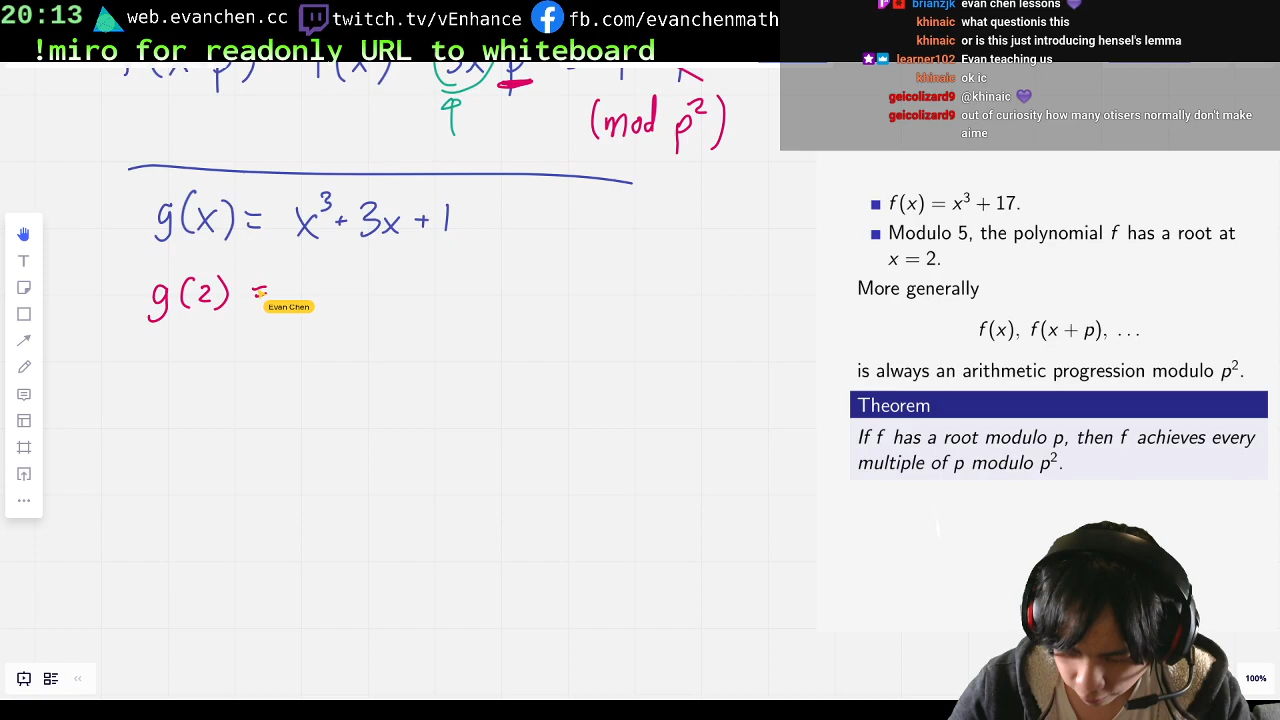 20:13 web.evanchen.cc twitch.tv/vEnhance fb.com/evanchenmath
!miro for readonly URL to whiteboard
brianzjk evan chen lessons 💜
khinaic what questionis this
khinaic or is this just introducing hensel's lemma
learner102 Evan teaching us
khinaic ok ic
geicolizard9 @khinaic 💜
geicolizard9 out of curiosity how many otisers normally don't make
aime
(mod p²)
g(x) = x³ + 3x + 1
g(2) =
Evan Chen
f(x) = x³ + 17.
Modulo 5, the polynomial f has a root at
x = 2.
More generally
f(x), f(x + p), …
is always an arithmetic progression modulo p².
Theorem
If f has a root modulo p, then f achieves every
multiple of p modulo p².
100%